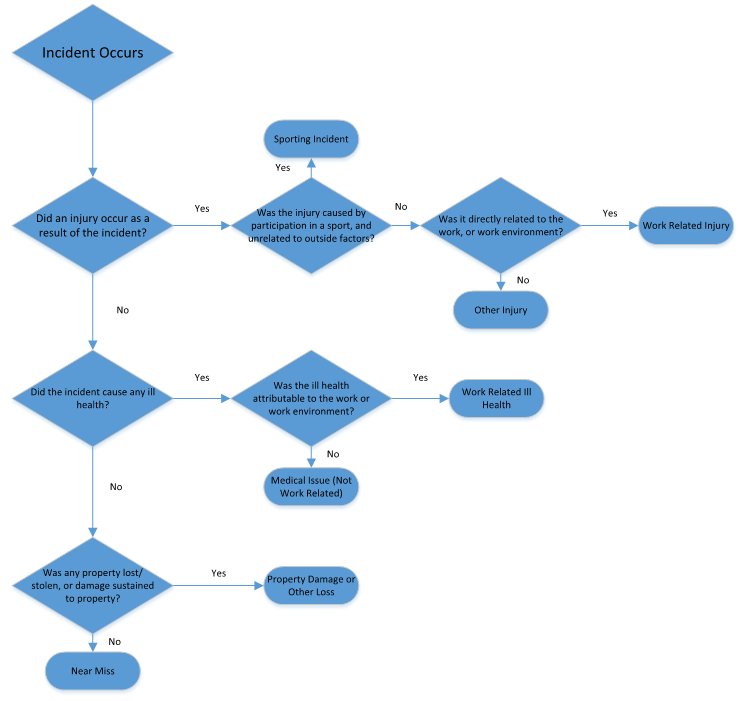 Incident Occurs
Sporting Incident
Yes
Did an injury occur as a
result of the incident?
Yes
Was the injury caused by
participation in a sport, and
unrelated to outside factors?
No
Was it directly related to the
work, or work environment?
Yes
Work Related Injury
No
Other Injury
No
Did the incident cause any ill
health?
Yes
Was the ill health
attributable to the work or
work environment?
Yes
Work Related Ill
Health
No
Medical Issue (Not
Work Related)
No
Was any property lost/
stolen, or damage sustained
to property?
Yes
Property Damage or
Other Loss
No
Near Miss